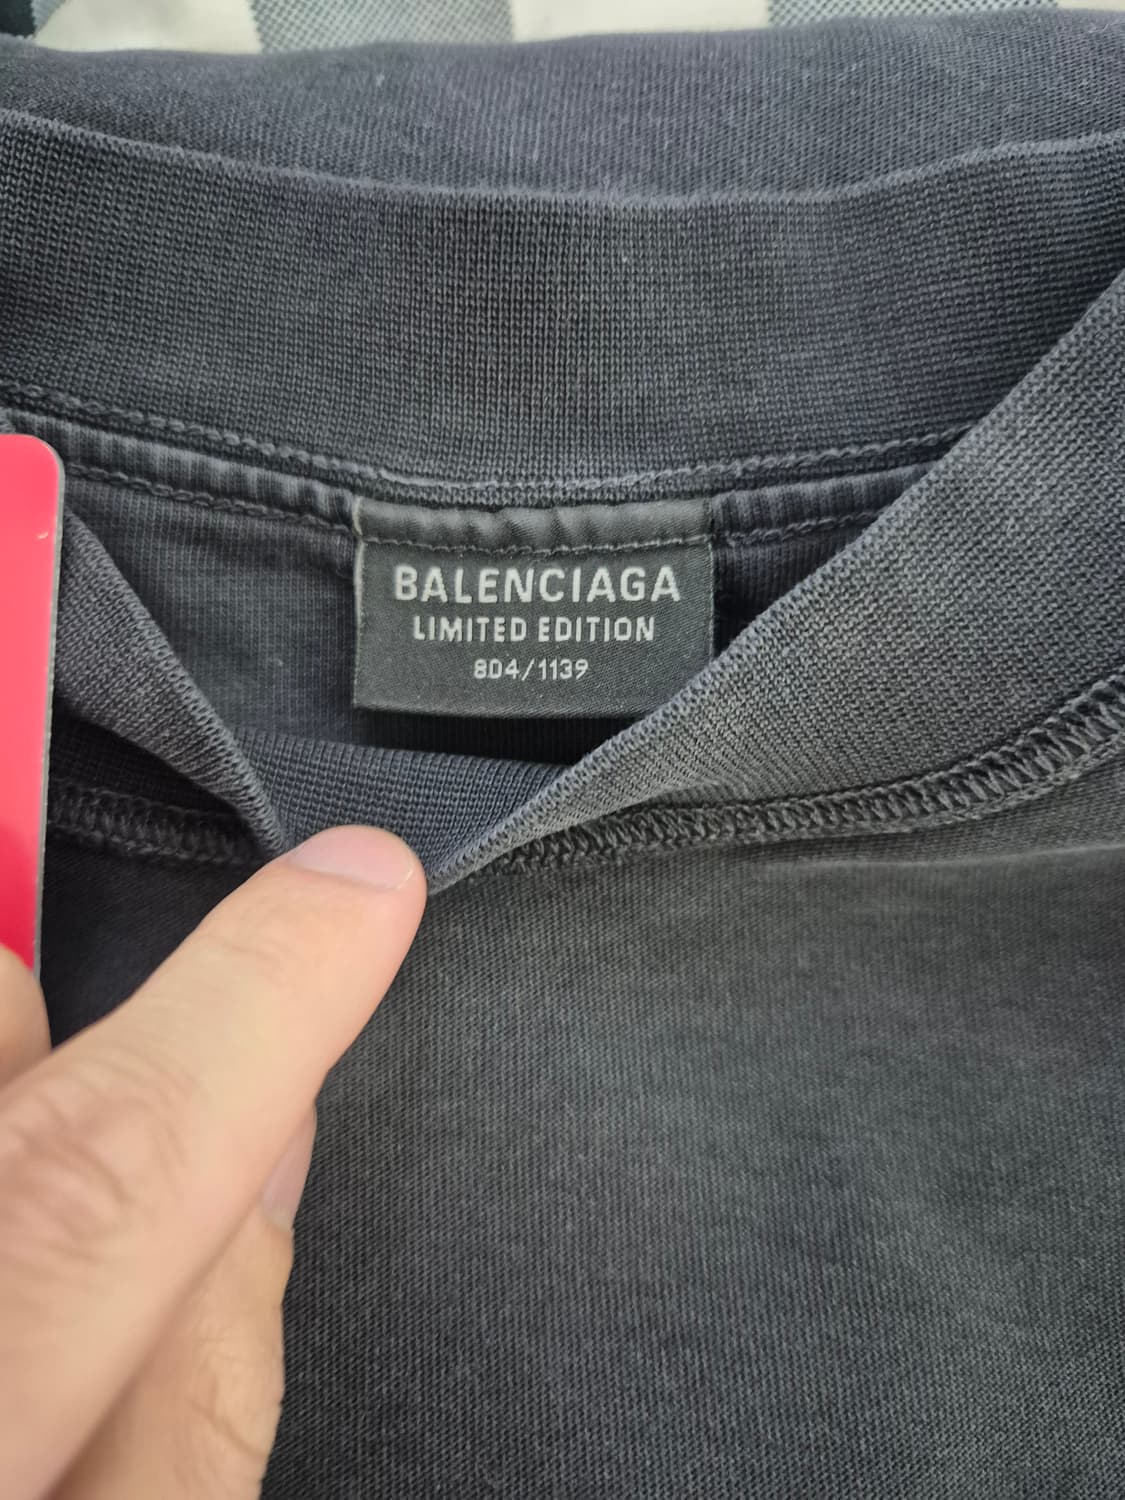 BALENCIAGA
LIMITED EDITION
804/1139